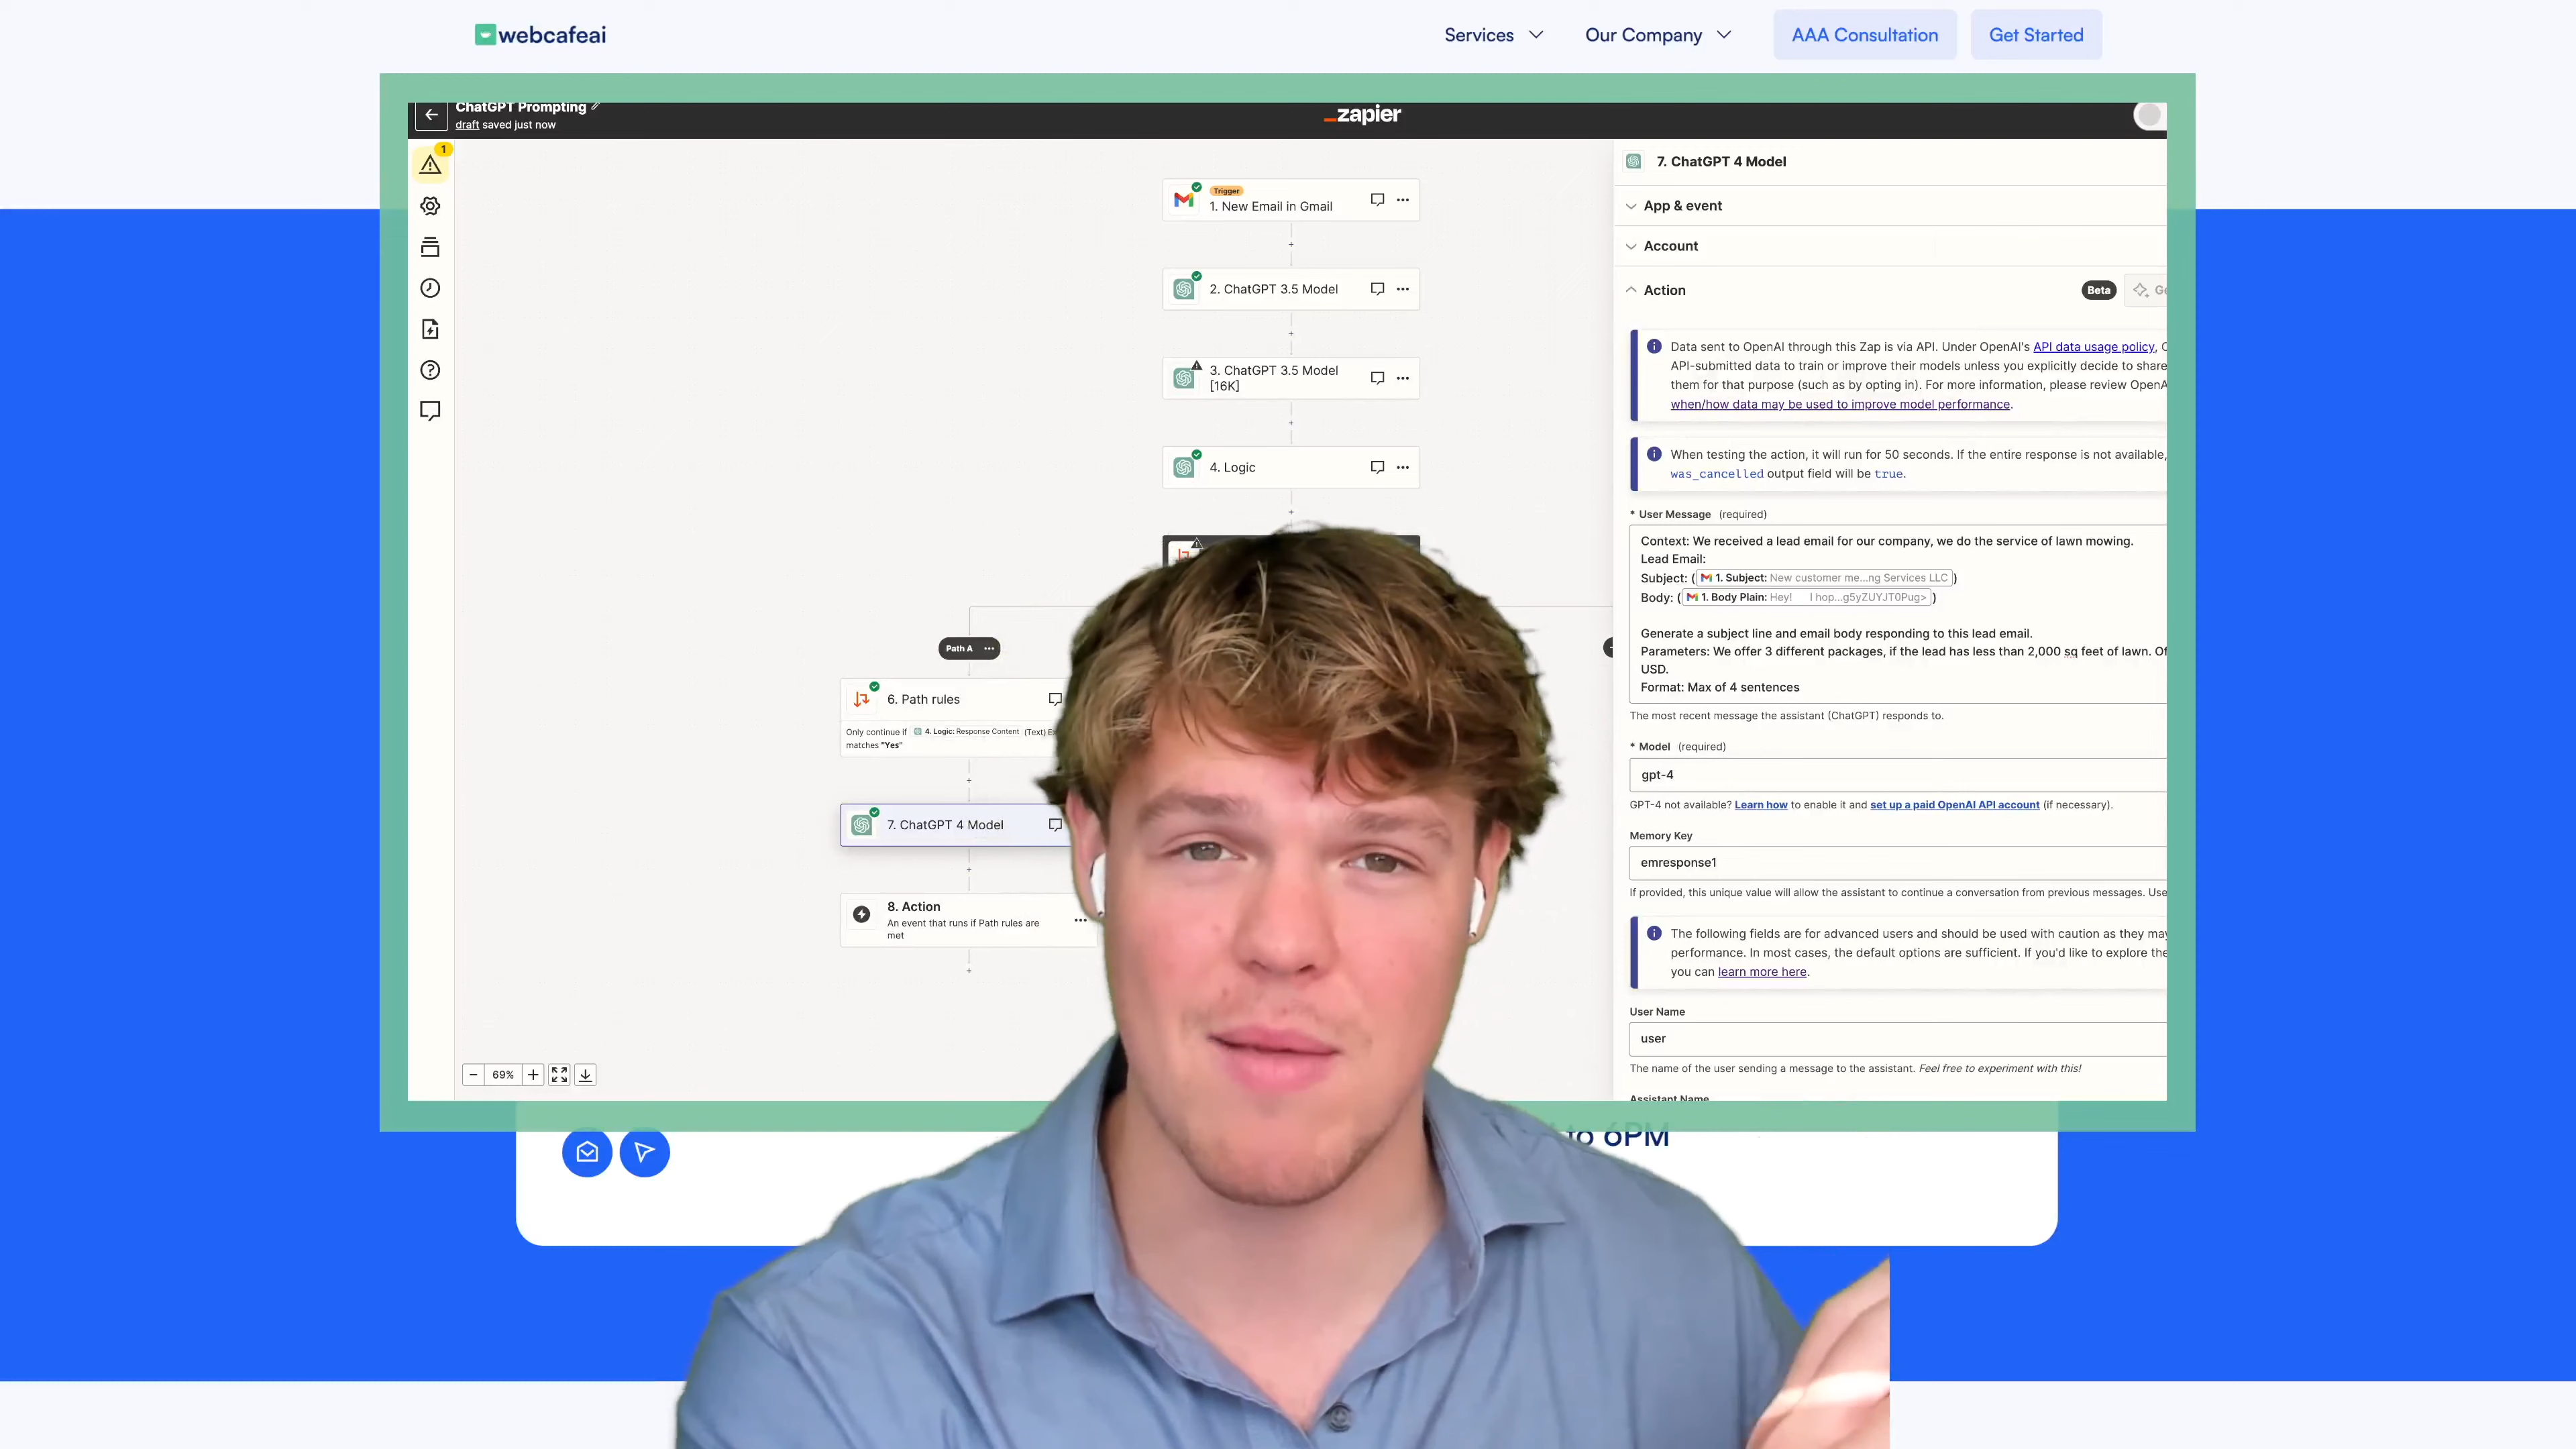 webcafeai
Services
Our Company
AAA Consultation
Get Started
ChatGPT Prompting
draft saved just now
zapier
1
Trigger
1. New Email in Gmail
2. ChatGPT 3.5 Model
3. ChatGPT 3.5 Model
[16K]
4. Logic
Path A
6. Path rules
Only continue if 4. Logic: Response Content (Text)
matches "Yes"
7. ChatGPT 4 Model
8. Action
An event that runs if Path rules are
met
69%
7. ChatGPT 4 Model
App & event
Account
Action
Beta
Data sent to OpenAI through this Zap is via API. Under OpenAI's API data usage policy,
API-submitted data to train or improve their models unless you explicitly decide to share
them for that purpose (such as by opting in). For more information, please review
when/how data may be used to improve model performance.
When testing the action, it will run for 50 seconds. If the entire response is not available,
was_cancelled output field will be true.
* User Message (required)
Context: We received a lead email for our company, we do the service of lawn mowing.
Lead Email:
Subject: ( 1. Subject: New customer me...ng Services LLC )
Body: ( 1. Body Plain: Hey! I hop...g5yZUYJT0Pug> )
Generate a subject line and email body responding to this lead email.
Parameters: We offer 3 different packages, if the lead has less than 2,000 sq feet of lawn.
USD.
Format: Max of 4 sentences
The most recent message the assistant (ChatGPT) responds to.
* Model (required)
gpt-4
GPT-4 not available? Learn how to enable it and set up a paid OpenAI API account (if necessary).
Memory Key
emresponse1
If provided, this unique value will allow the assistant to continue a conversation from previous messages. Use
The following fields are for advanced users and should be used with caution as they may
performance. In most cases, the default options are sufficient. If you'd like to explore the
you can learn more here.
User Name
user
The name of the user sending a message to the assistant. Feel free to experiment with this!
Assistant Name
to 6PM